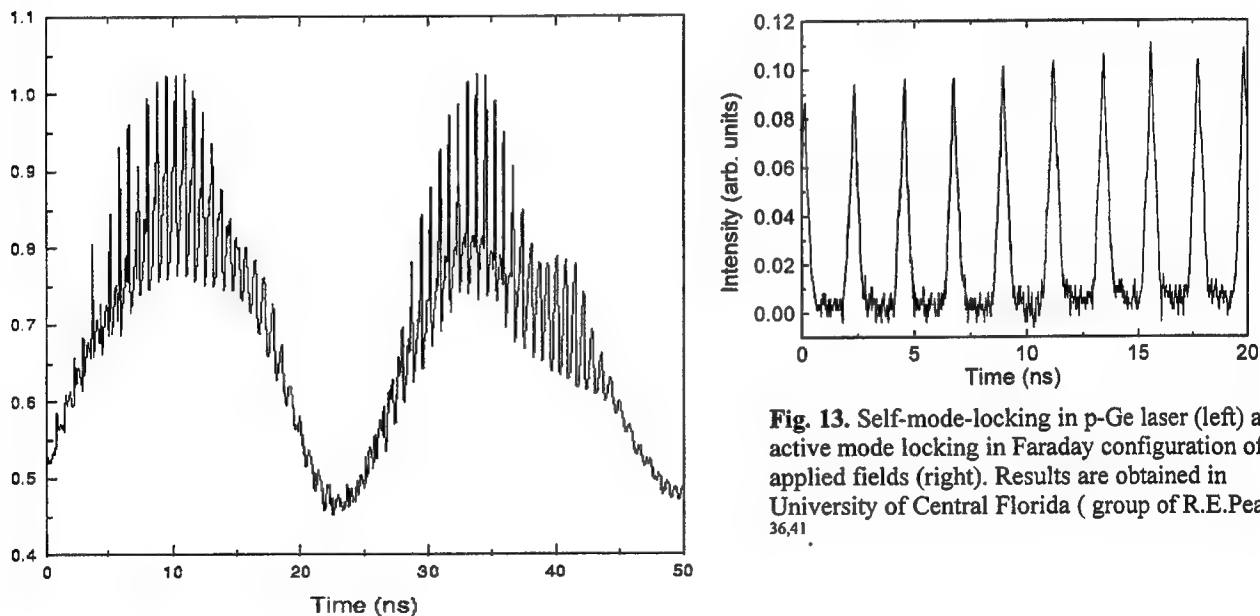 1.1
1.0
0.9
0.8
0.7
0.6
0.5
0.4
0 10 20 30 40 50
Time (ns)
0.12
0.10
0.08
0.06
0.04
0.02
0.00
Intensity (arb. units)
0 5 10 15 20
Time (ns)
Fig. 13. Self-mode-locking in p-Ge laser (left) a
active mode locking in Faraday configuration of
applied fields (right). Results are obtained in
University of Central Florida ( group of R.E.Pea
36,41
.